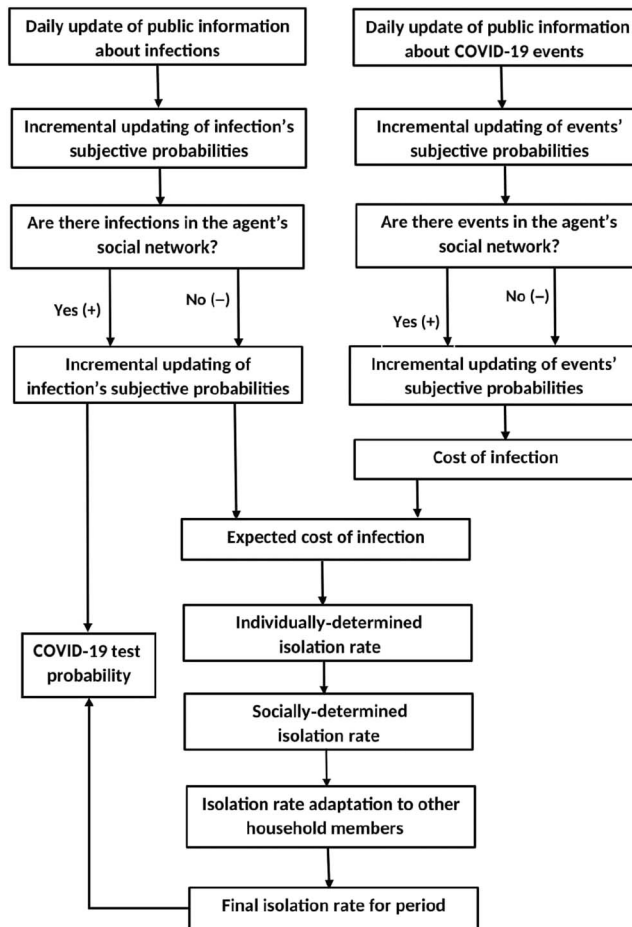 Daily update of public information
about infections
Incremental updating of infection's
subjective probabilities
Are there infections in the agent's
social network?
Yes (+)
No (−)
Incremental updating of
infection's subjective probabilities
Daily update of public information
about COVID-19 events
Incremental updating of events'
subjective probabilities
Are there events in the agent's
social network?
No (−)
Yes (+)
Incremental updating of events'
subjective probabilities
Cost of infection
Expected cost of infection
Individually-determined
isolation rate
COVID-19 test
probability
Socially-determined
isolation rate
Isolation rate adaptation to other
household members
Final isolation rate for period